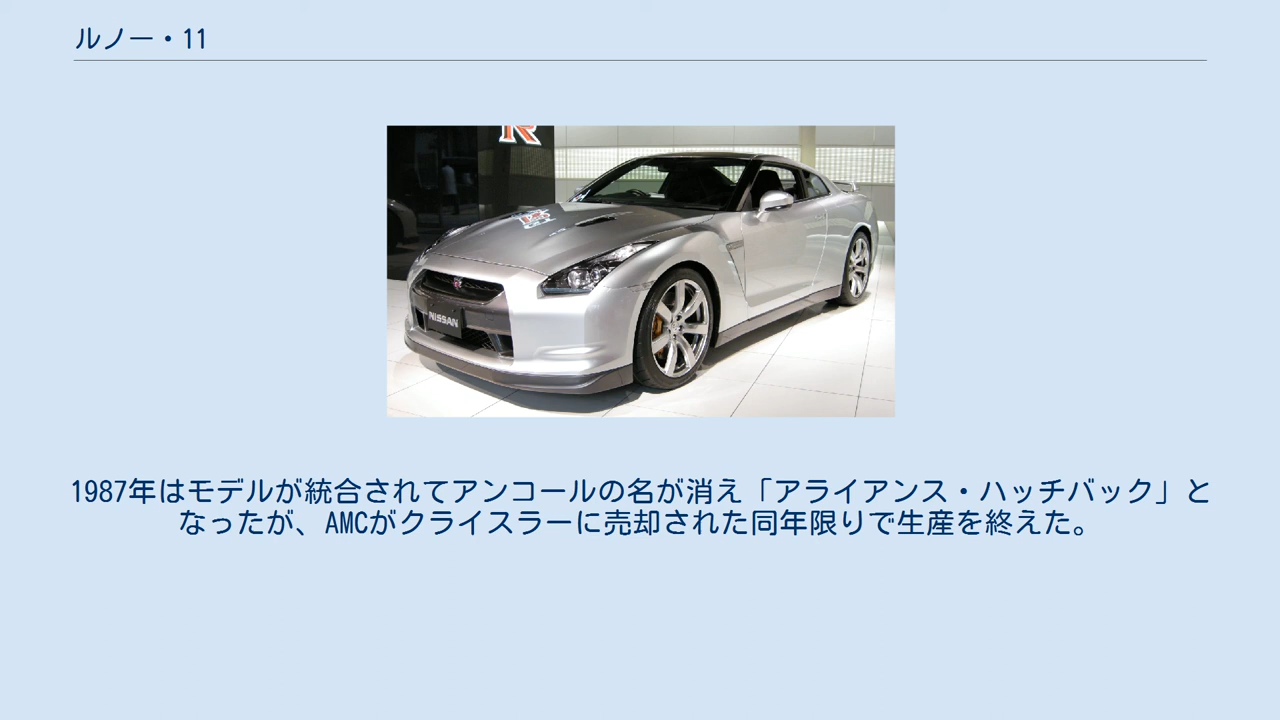 ルノー・11
R
R
NISSAN
1987年はモデルが統合されてアンコールの名が消え「アライアンス・ハッチバック」と
なったが、AMCがクライスラーに売却された同年限りで生産を終えた。